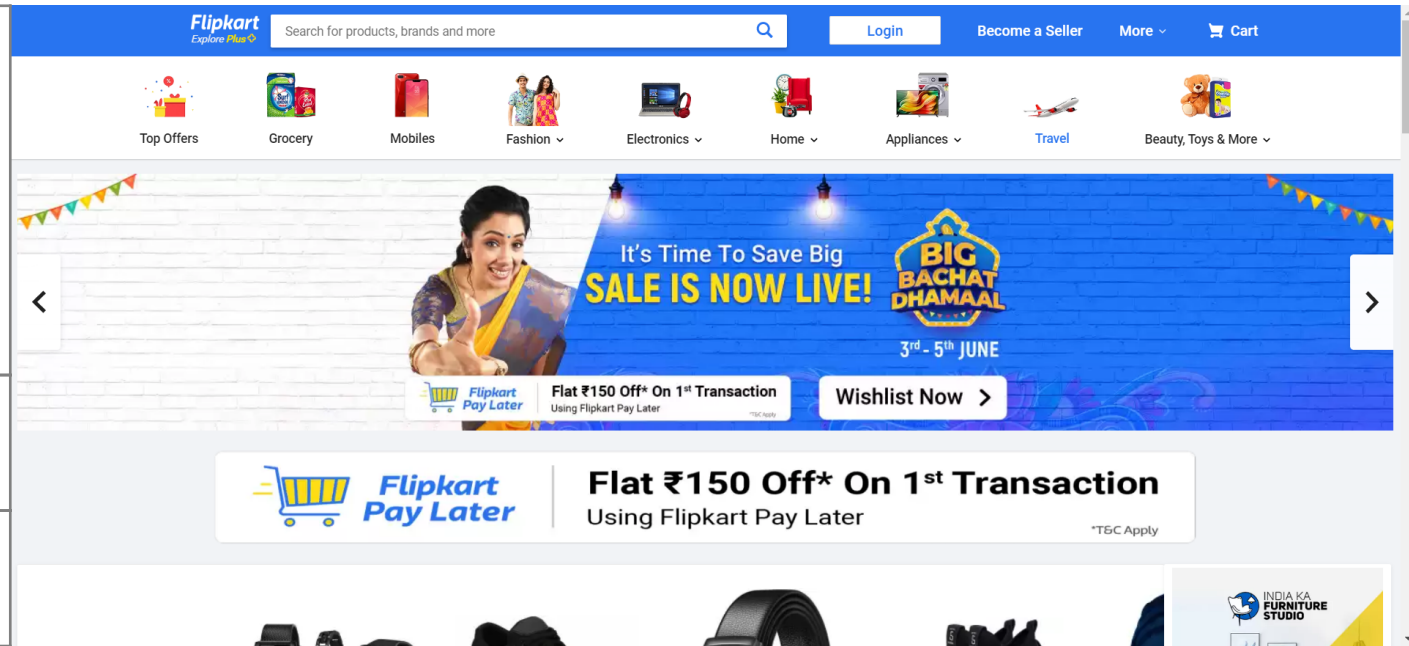 Flipkart
Explore Plus
Search for products, brands and more
Login
Become a Seller
More
Cart
Top Offers
Grocery
Mobiles
Fashion
Electronics
Home
Appliances
Travel
Beauty, Toys & More
It's Time To Save Big
SALE IS NOW LIVE!
BIG
BACHAT
DHAMAAL
3rd - 5th JUNE
Flipkart
Pay Later
Flat ₹150 Off* On 1st Transaction
Using Flipkart Pay Later
*T&C Apply
Wishlist Now
Flipkart
Pay Later
Flat ₹150 Off* On 1st Transaction
Using Flipkart Pay Later
*T&C Apply
INDIA KA
FURNITURE
STUDIO